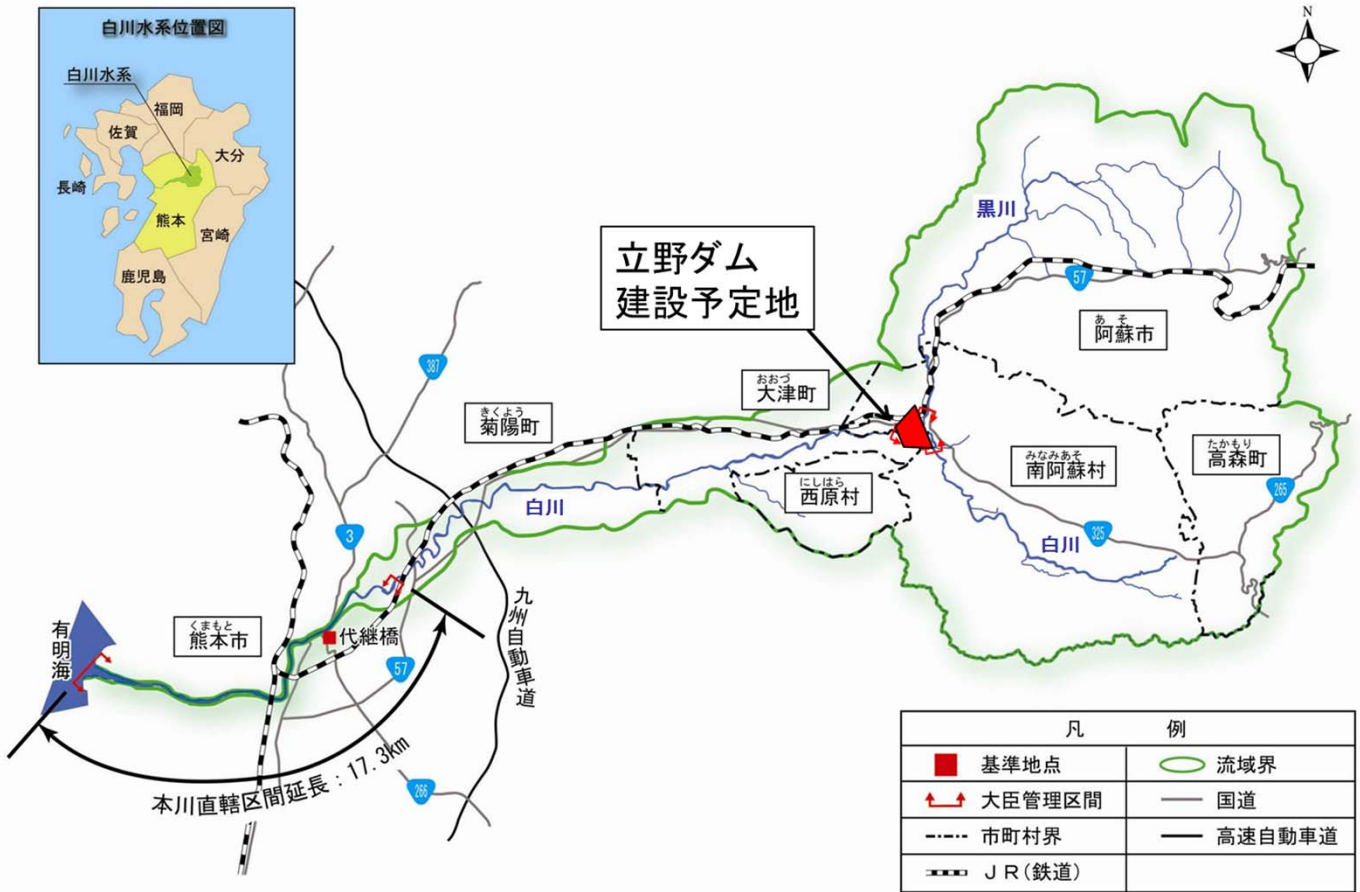 白川水系位置図
白川水系
福岡
佐賀
大分
長崎
熊本
宮崎
鹿児島
N
立野ダム
建設予定地
黒川
57
あそ
阿蘇市
387
おおづ
大津町
きくよう
菊陽町
みなみあそ
南阿蘇村
たかもり
高森町
にしはら
西原村
265
白川
325
白川
3
九州自動車道
有明海
くまもと
熊本市
代継橋
57
266
本川直轄区間延長：17.3km
凡 例
基準地点
流域界
大臣管理区間
国道
市町村界
高速自動車道
ＪＲ(鉄道)